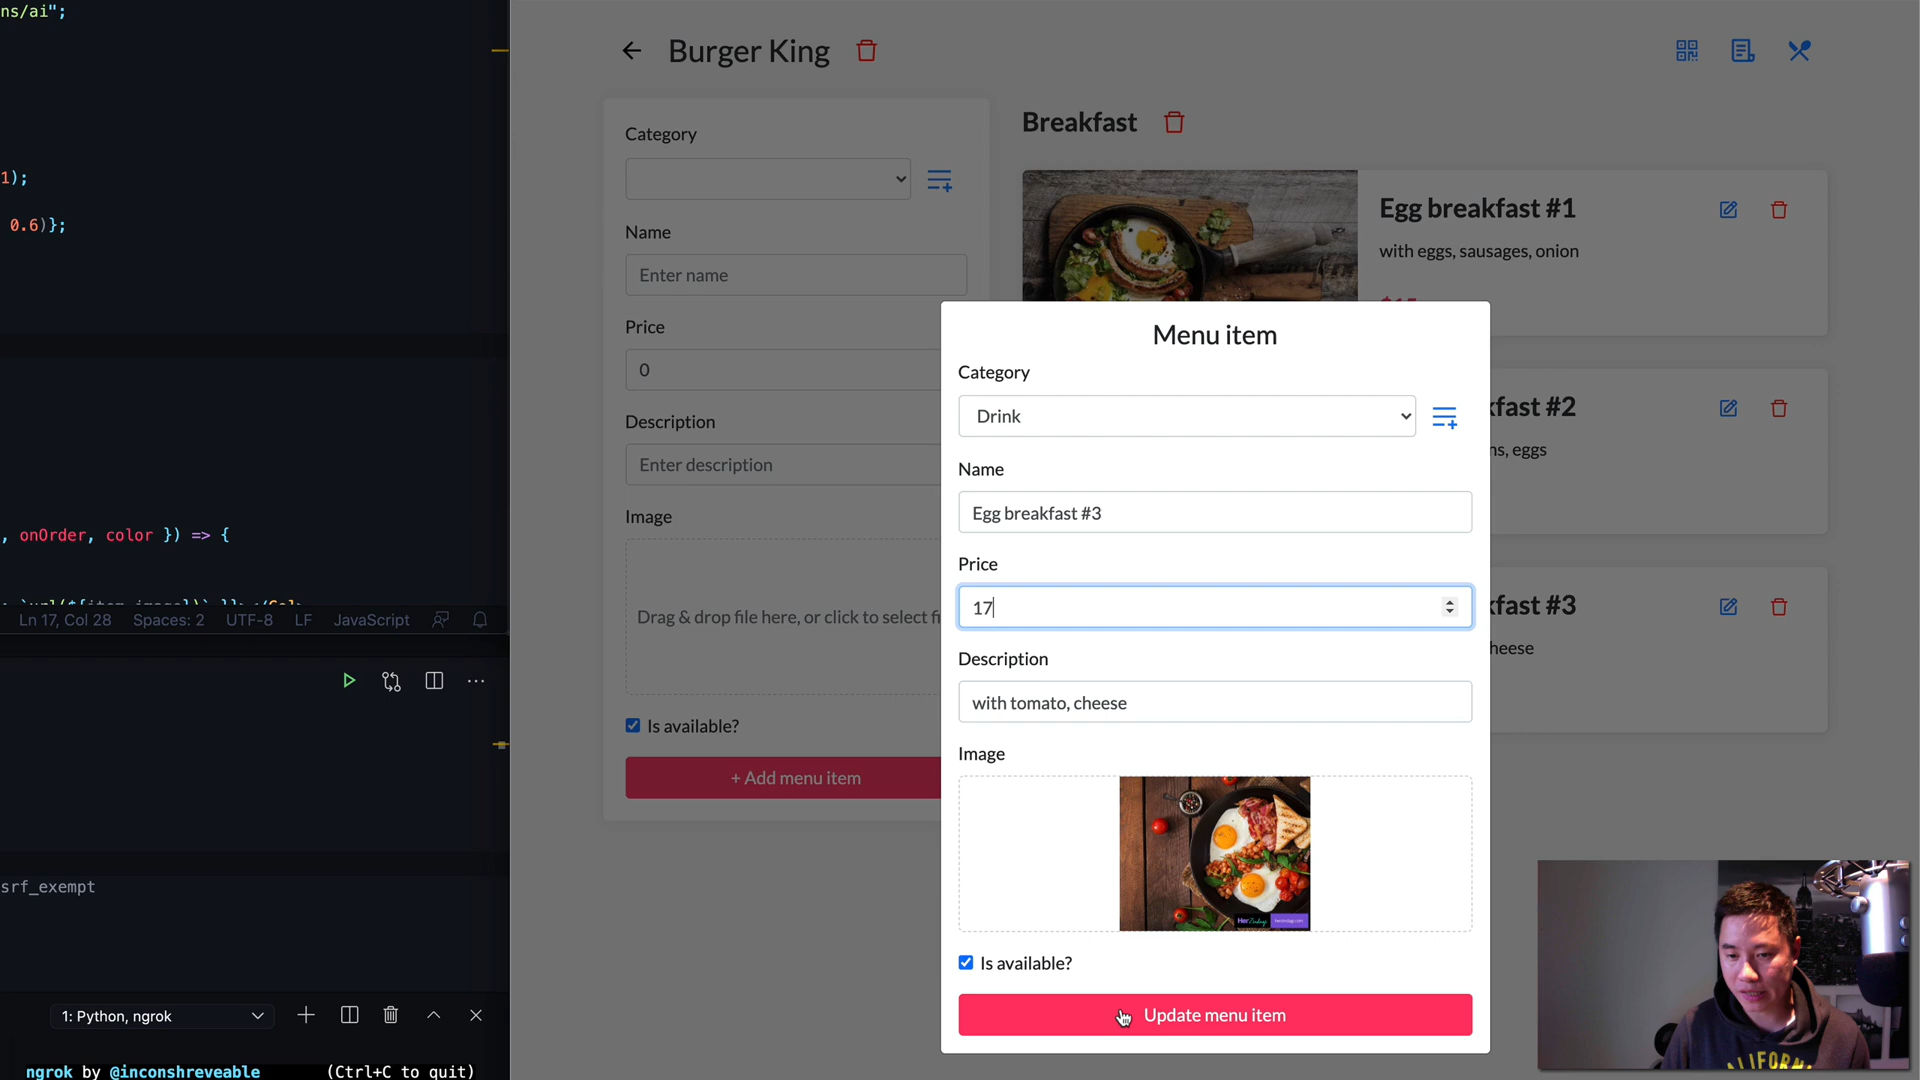 ns/ai";
1);
0.6)};
, onOrder, color }) => {
Ln 17, Col 28 Spaces: 2 UTF-8 LF JavaScript
srf_exempt
1: Python, ngrok
ngrok by @inconshreveable (Ctrl+C to quit)
Burger King
Category
Name
Enter name
Price
0
Description
Enter description
Image
Drag & drop file here, or click to select fi
Is available?
+ Add menu item
Breakfast
Egg breakfast #1
with eggs, sausages, onion
kfast #2
ns, eggs
kfast #3
heese
Menu item
Category
Drink
Name
Egg breakfast #3
Price
17
Description
with tomato, cheese
Image
Is available?
Update menu item